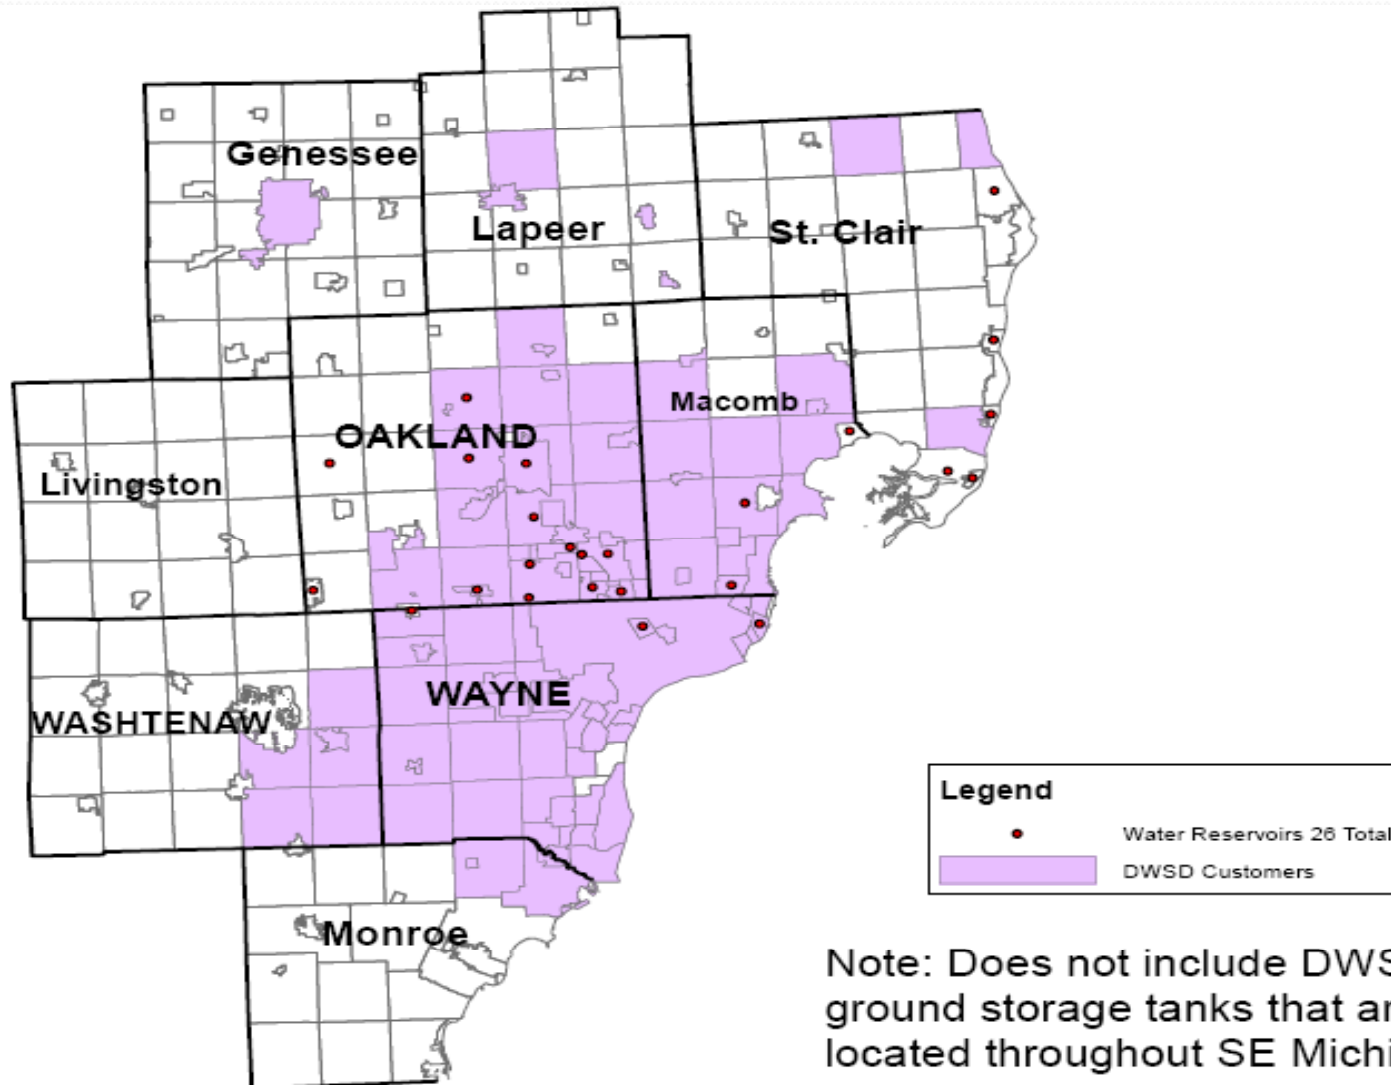 Genessee
Lapeer
St. Clair
Macomb
OAKLAND
Livingston
WAYNE
WASHTENAW
Monroe
Legend
Water Reservoirs 26 Total
DWSD Customers
Note: Does not include DWS
ground storage tanks that ar
located throughout SE Michi